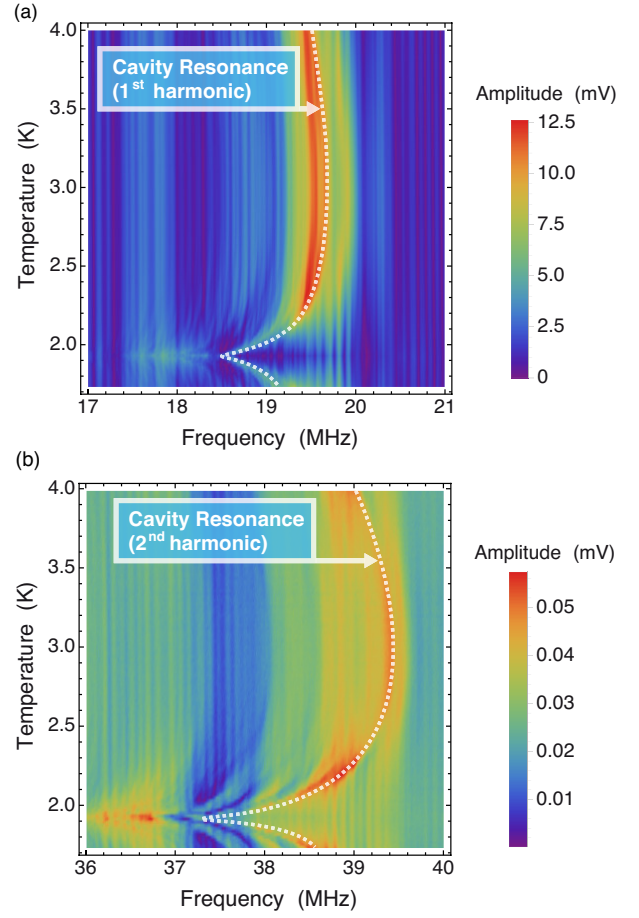 (a)
Cavity Resonance
(1st harmonic)
4.0
3.5
3.0
2.5
2.0
Temperature (K)
17 18 19 20 21
Frequency (MHz)
Amplitude (mV)
12.5
10.0
7.5
5.0
2.5
0
(b)
Cavity Resonance
(2nd harmonic)
4.0
3.5
3.0
2.5
2.0
Temperature (K)
36 37 38 39 40
Frequency (MHz)
Amplitude (mV)
0.05
0.04
0.03
0.02
0.01